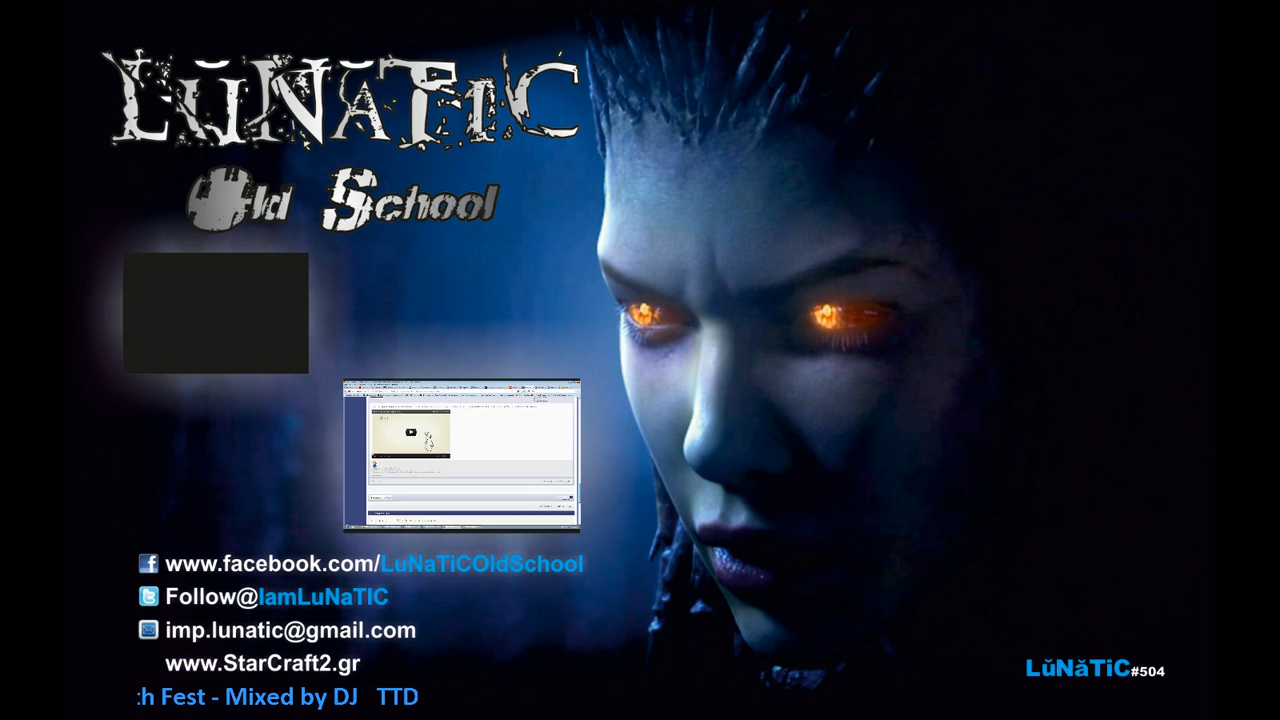 LŭNăTiC
Old School
www.facebook.com/LuNaTiCOldSchool
Follow@IamLuNaTIC
imp.lunatic@gmail.com
www.StarCraft2.gr
:h Fest - Mixed by DJ TTD
LŭNăTiC#504